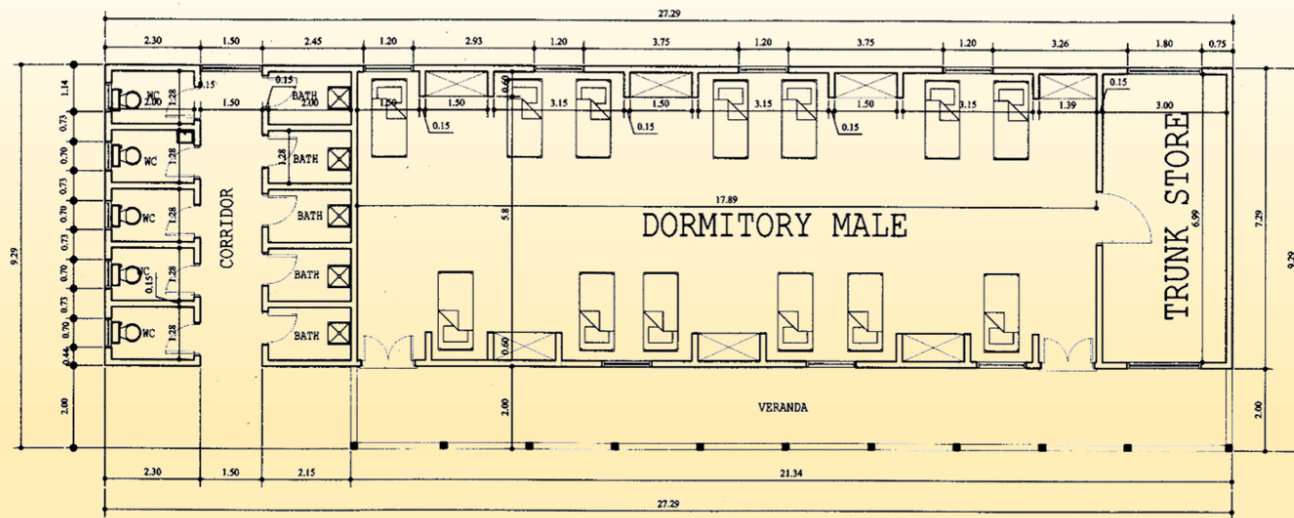 27.29
2.30 1.50 2.45 1.20 2.93 1.20 3.75 1.20 3.75 1.20 3.26 1.80 0.75
9.29
1.14
0.73
0.70
0.73
0.70
0.73
0.70
0.73
0.70
0.44
2.00
WC 2.00 1.28 0.15 1.50 0.15 2.00 BATH
WC 1.28 1.28 BATH
WC 1.28 BATH
WC 0.15 1.28 BATH
WC 1.28 BATH
CORRIDOR
1.50 1.50 0.60 3.15 1.50 3.15 1.50 3.15 1.39 0.15 3.00
0.15 0.15 0.15
17.89
5.8
DORMITORY MALE
TRUNK STORE
6.99
7.29
9.29
0.60
2.00
VERANDA
2.00
2.30 1.50 2.15 21.34
27.29